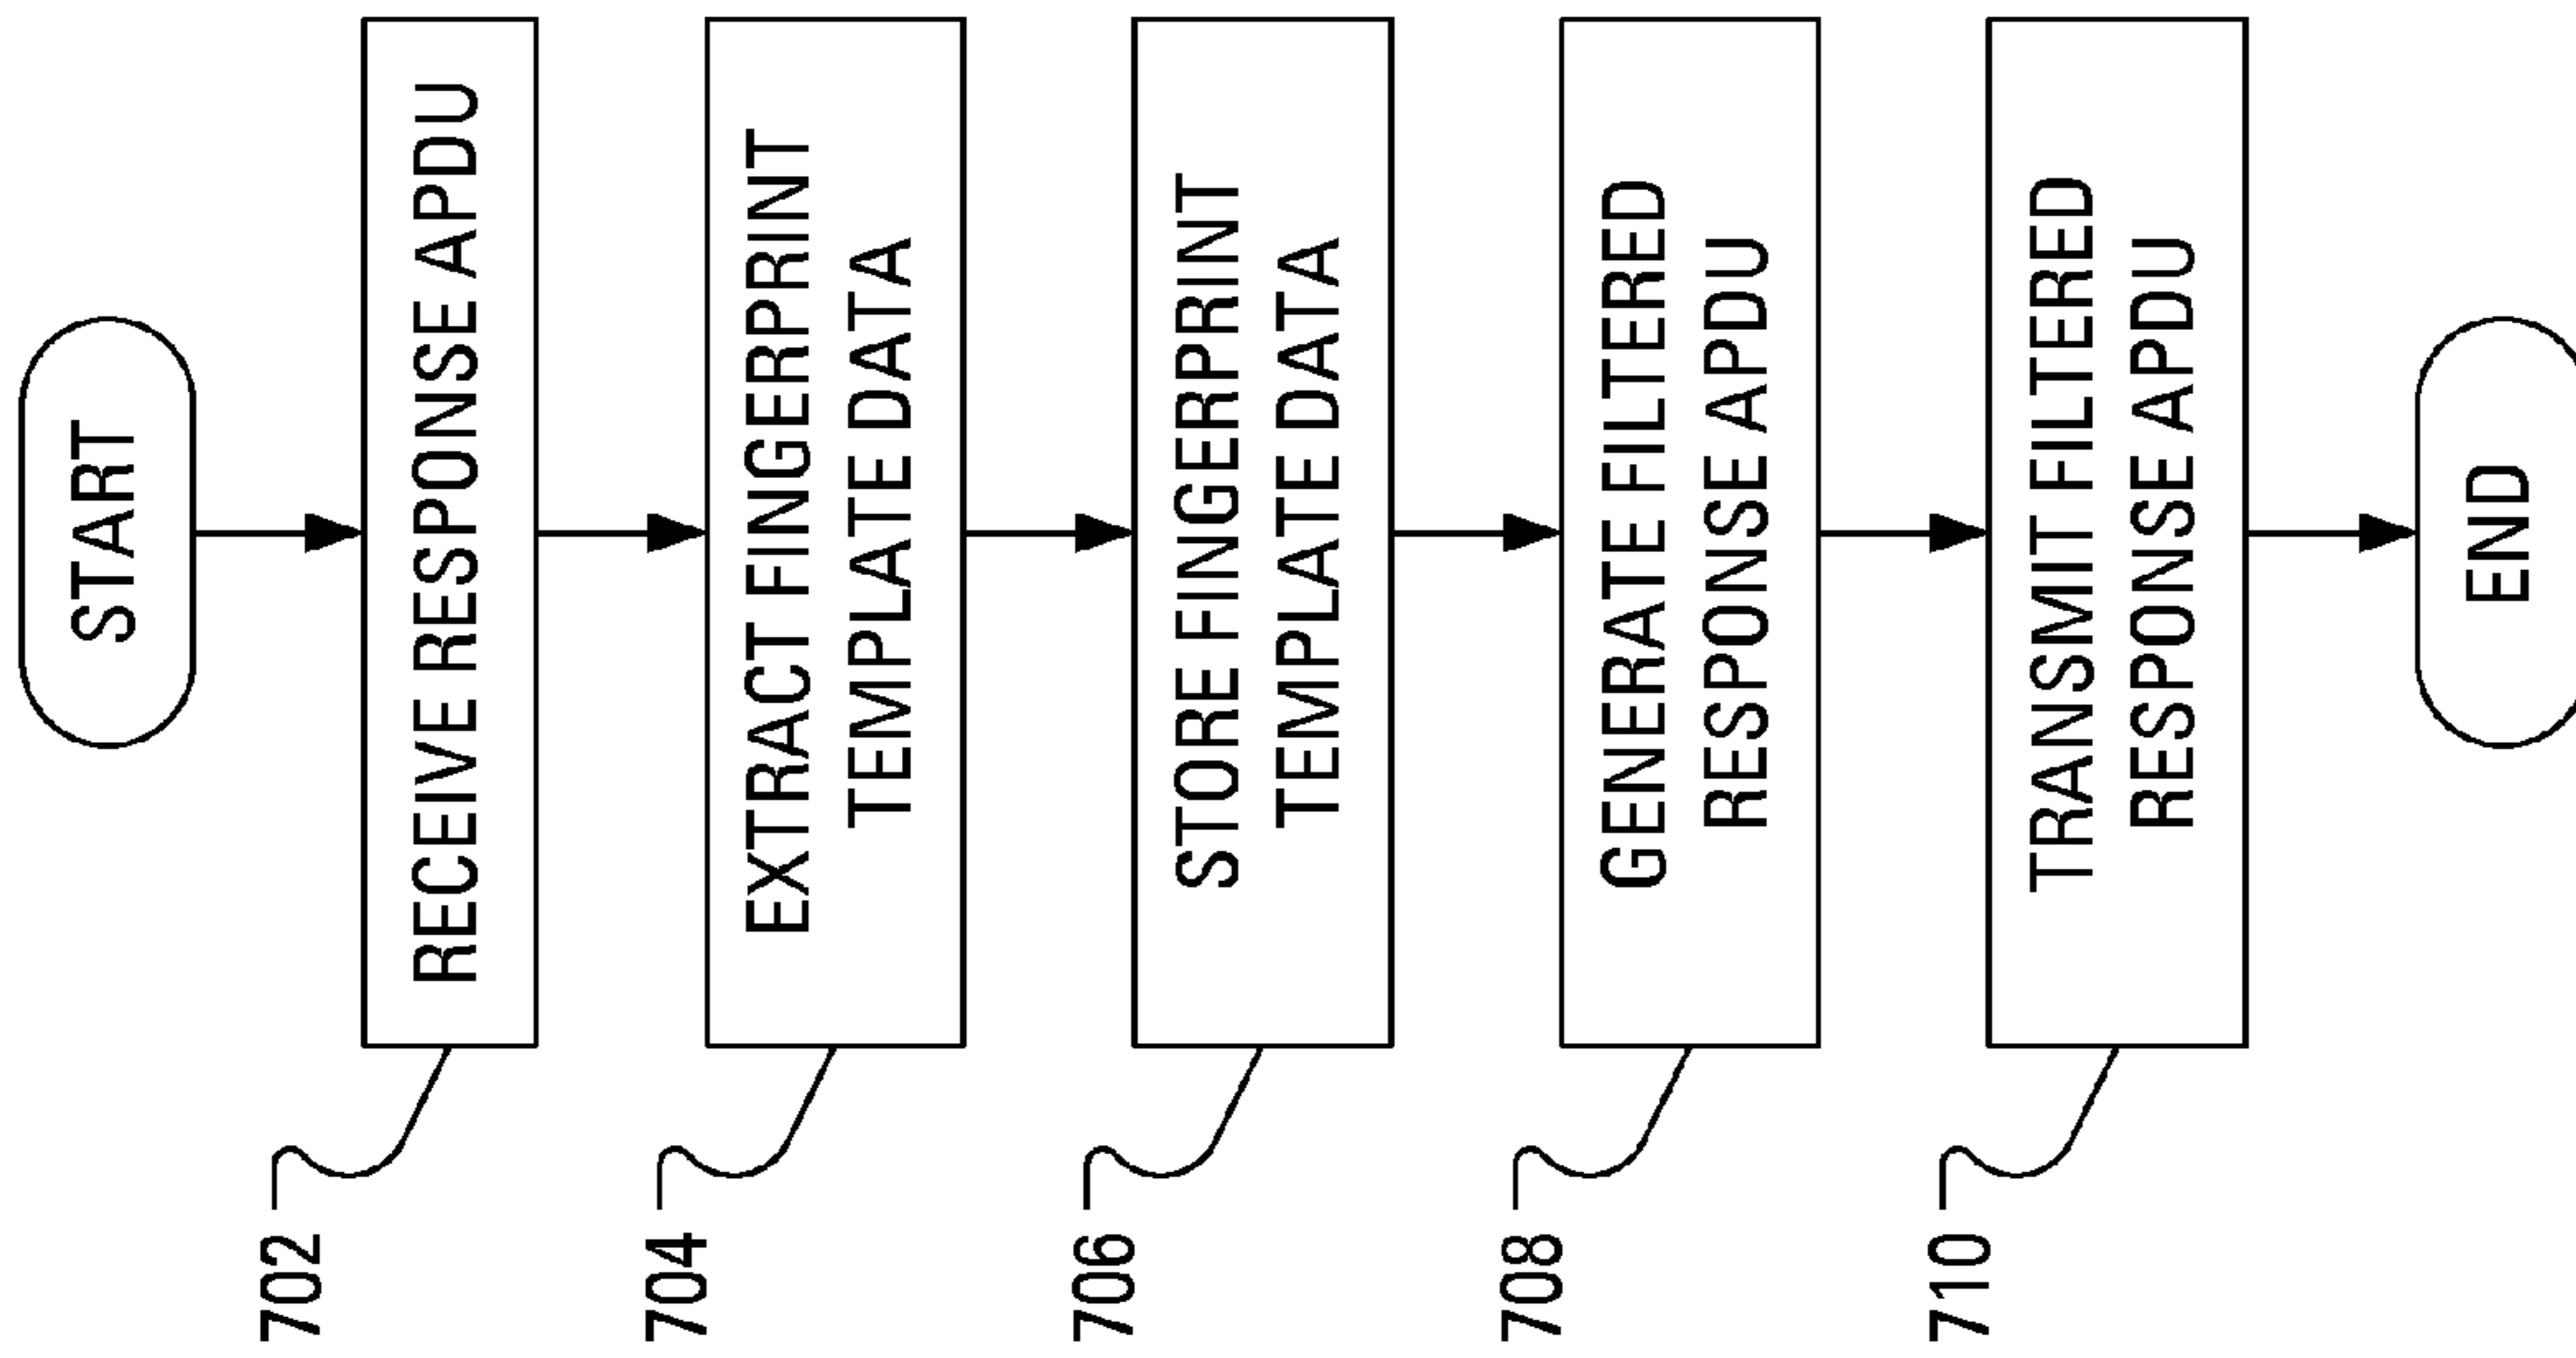 START
702
RECEIVE RESPONSE APDU
704
EXTRACT FINGERPRINT
TEMPLATE DATA
706
STORE FINGERPRINT
TEMPLATE DATA
708
GENERATE FILTERED
RESPONSE APDU
710
TRANSMIT FILTERED
RESPONSE APDU
END